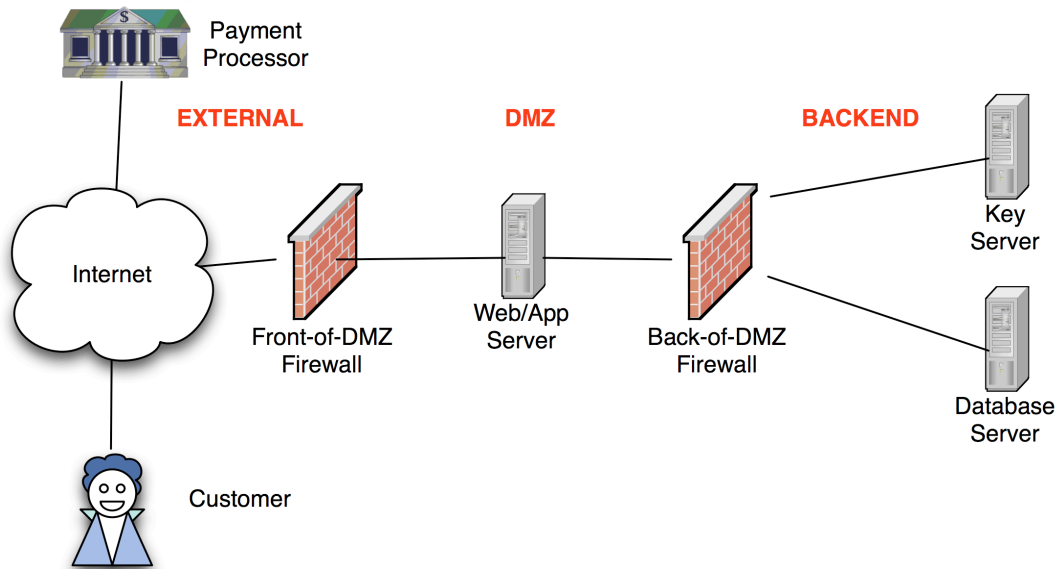 $
Payment
Processor
EXTERNAL
DMZ
BACKEND
Key
Server
Internet
Front-of-DMZ
Firewall
Web/App
Server
Back-of-DMZ
Firewall
Database
Server
Customer